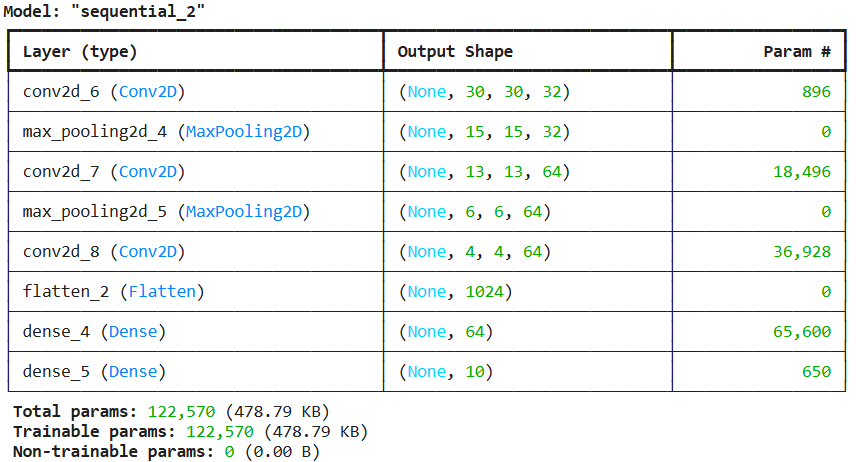 Model: "sequential_2"
Layer (type) Output Shape Param #
conv2d_6 (Conv2D) (None, 30, 30, 32) 896
max_pooling2d_4 (MaxPooling2D) (None, 15, 15, 32) 0
conv2d_7 (Conv2D) (None, 13, 13, 64) 18,496
max_pooling2d_5 (MaxPooling2D) (None, 6, 6, 64) 0
conv2d_8 (Conv2D) (None, 4, 4, 64) 36,928
flatten_2 (Flatten) (None, 1024) 0
dense_4 (Dense) (None, 64) 65,600
dense_5 (Dense) (None, 10) 650
Total params: 122,570 (478.79 KB)
Trainable params: 122,570 (478.79 KB)
Non-trainable params: 0 (0.00 B)